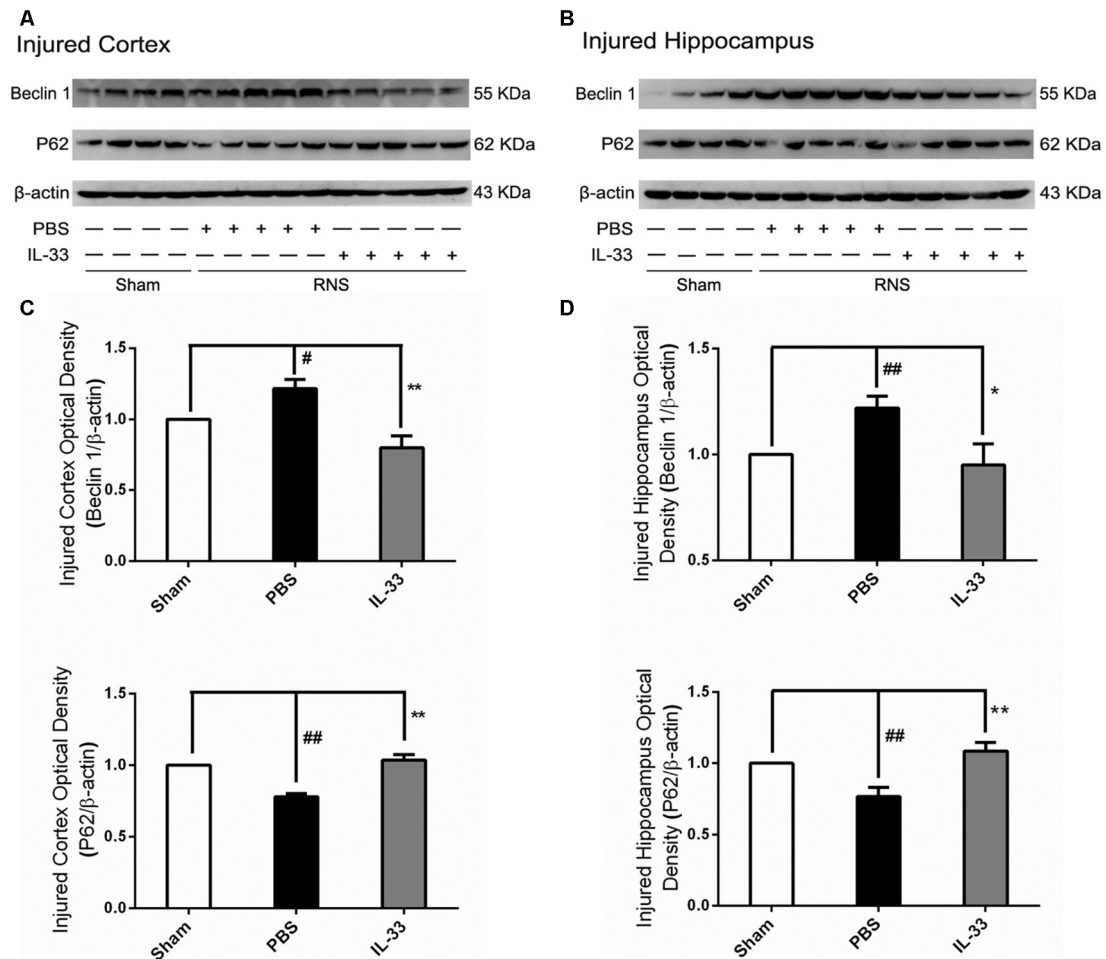 A
Injured Cortex
Beclin 1 55 KDa
P62 62 KDa
β-actin 43 KDa
PBS — — — — + + + + + — — — — —
IL-33 — — — — — — — — — + + + + +
Sham RNS
B
Injured Hippocampus
Beclin 1 55 KDa
P62 62 KDa
β-actin 43 KDa
PBS — — — — + + + + + — — — — —
IL-33 — — — — — — — — — + + + + +
Sham RNS
C
Injured Cortex Optical Density
(Beclin 1/β-actin)
1.5
1.0
0.5
0.0
#
**
Sham PBS IL-33
D
Injured Hippocampus Optical
Density (Beclin 1/β-actin)
1.5
1.0
0.5
##
*
Sham PBS IL-33
Injured Cortex Optical Density
(P62/β-actin)
1.5
1.0
0.5
0.0
##
**
Sham PBS IL-33
Injured Hippocampus Optical
Density (P62/β-actin)
1.5
1.0
0.5
0.0
##
**
Sham PBS IL-33